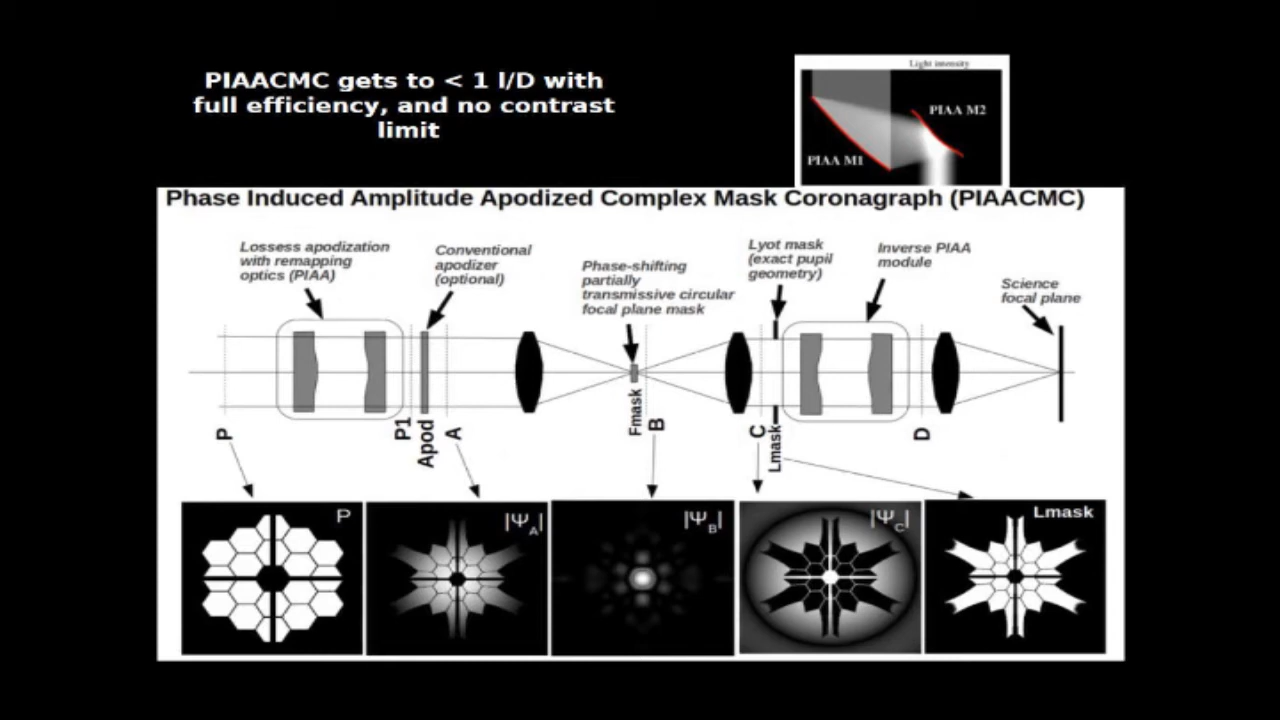 PIAACMC gets to < 1 l/D with
full efficiency, and no contrast
limit
Light intensity
PIAA M2
PIAA M1
Phase Induced Amplitude Apodized Complex Mask Coronagraph (PIAACMC)
Lossess apodization
with remapping
optics (PIAA)
Conventional
apodizer
(optional)
Phase-shifting
partially
transmissive circular
focal plane mask
Lyot mask
(exact pupil
geometry)
Inverse PIAA
module
Science
focal plane
P
P1
Apod
A
Fmask
B
C
Lmask
D
P
|Ψ_A|
|Ψ_B|
|Ψ_C|
Lmask